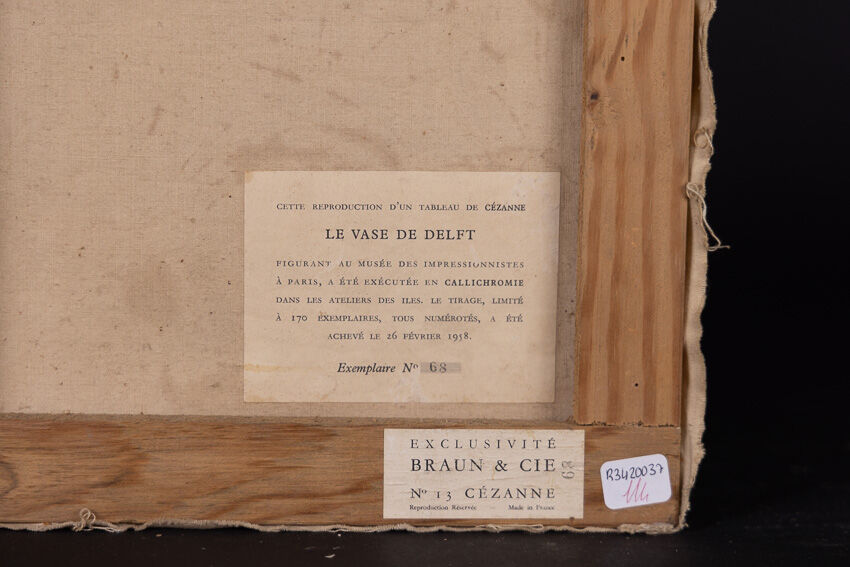 CETTE REPRODUCTION D'UN TABLEAU DE CÉZANNE
LE VASE DE DELFT
FIGURANT AU MUSÉE DES IMPRESSIONNISTES
À PARIS, A ÉTÉ EXÉCUTÉE EN CALLICHROMIE
DANS LES ATELIERS DES ILES. LE TIRAGE, LIMITÉ
À 170 EXEMPLAIRES, TOUS NUMÉROTÉS, A ÉTÉ
ACHEVÉ LE 26 FÉVRIER 1958.
Exemplaire Nº 68
EXCLUSIVITÉ
BRAUN & CIE
68
Nº 13 CÉZANNE
Reproduction Réservée Made in France
R3420037